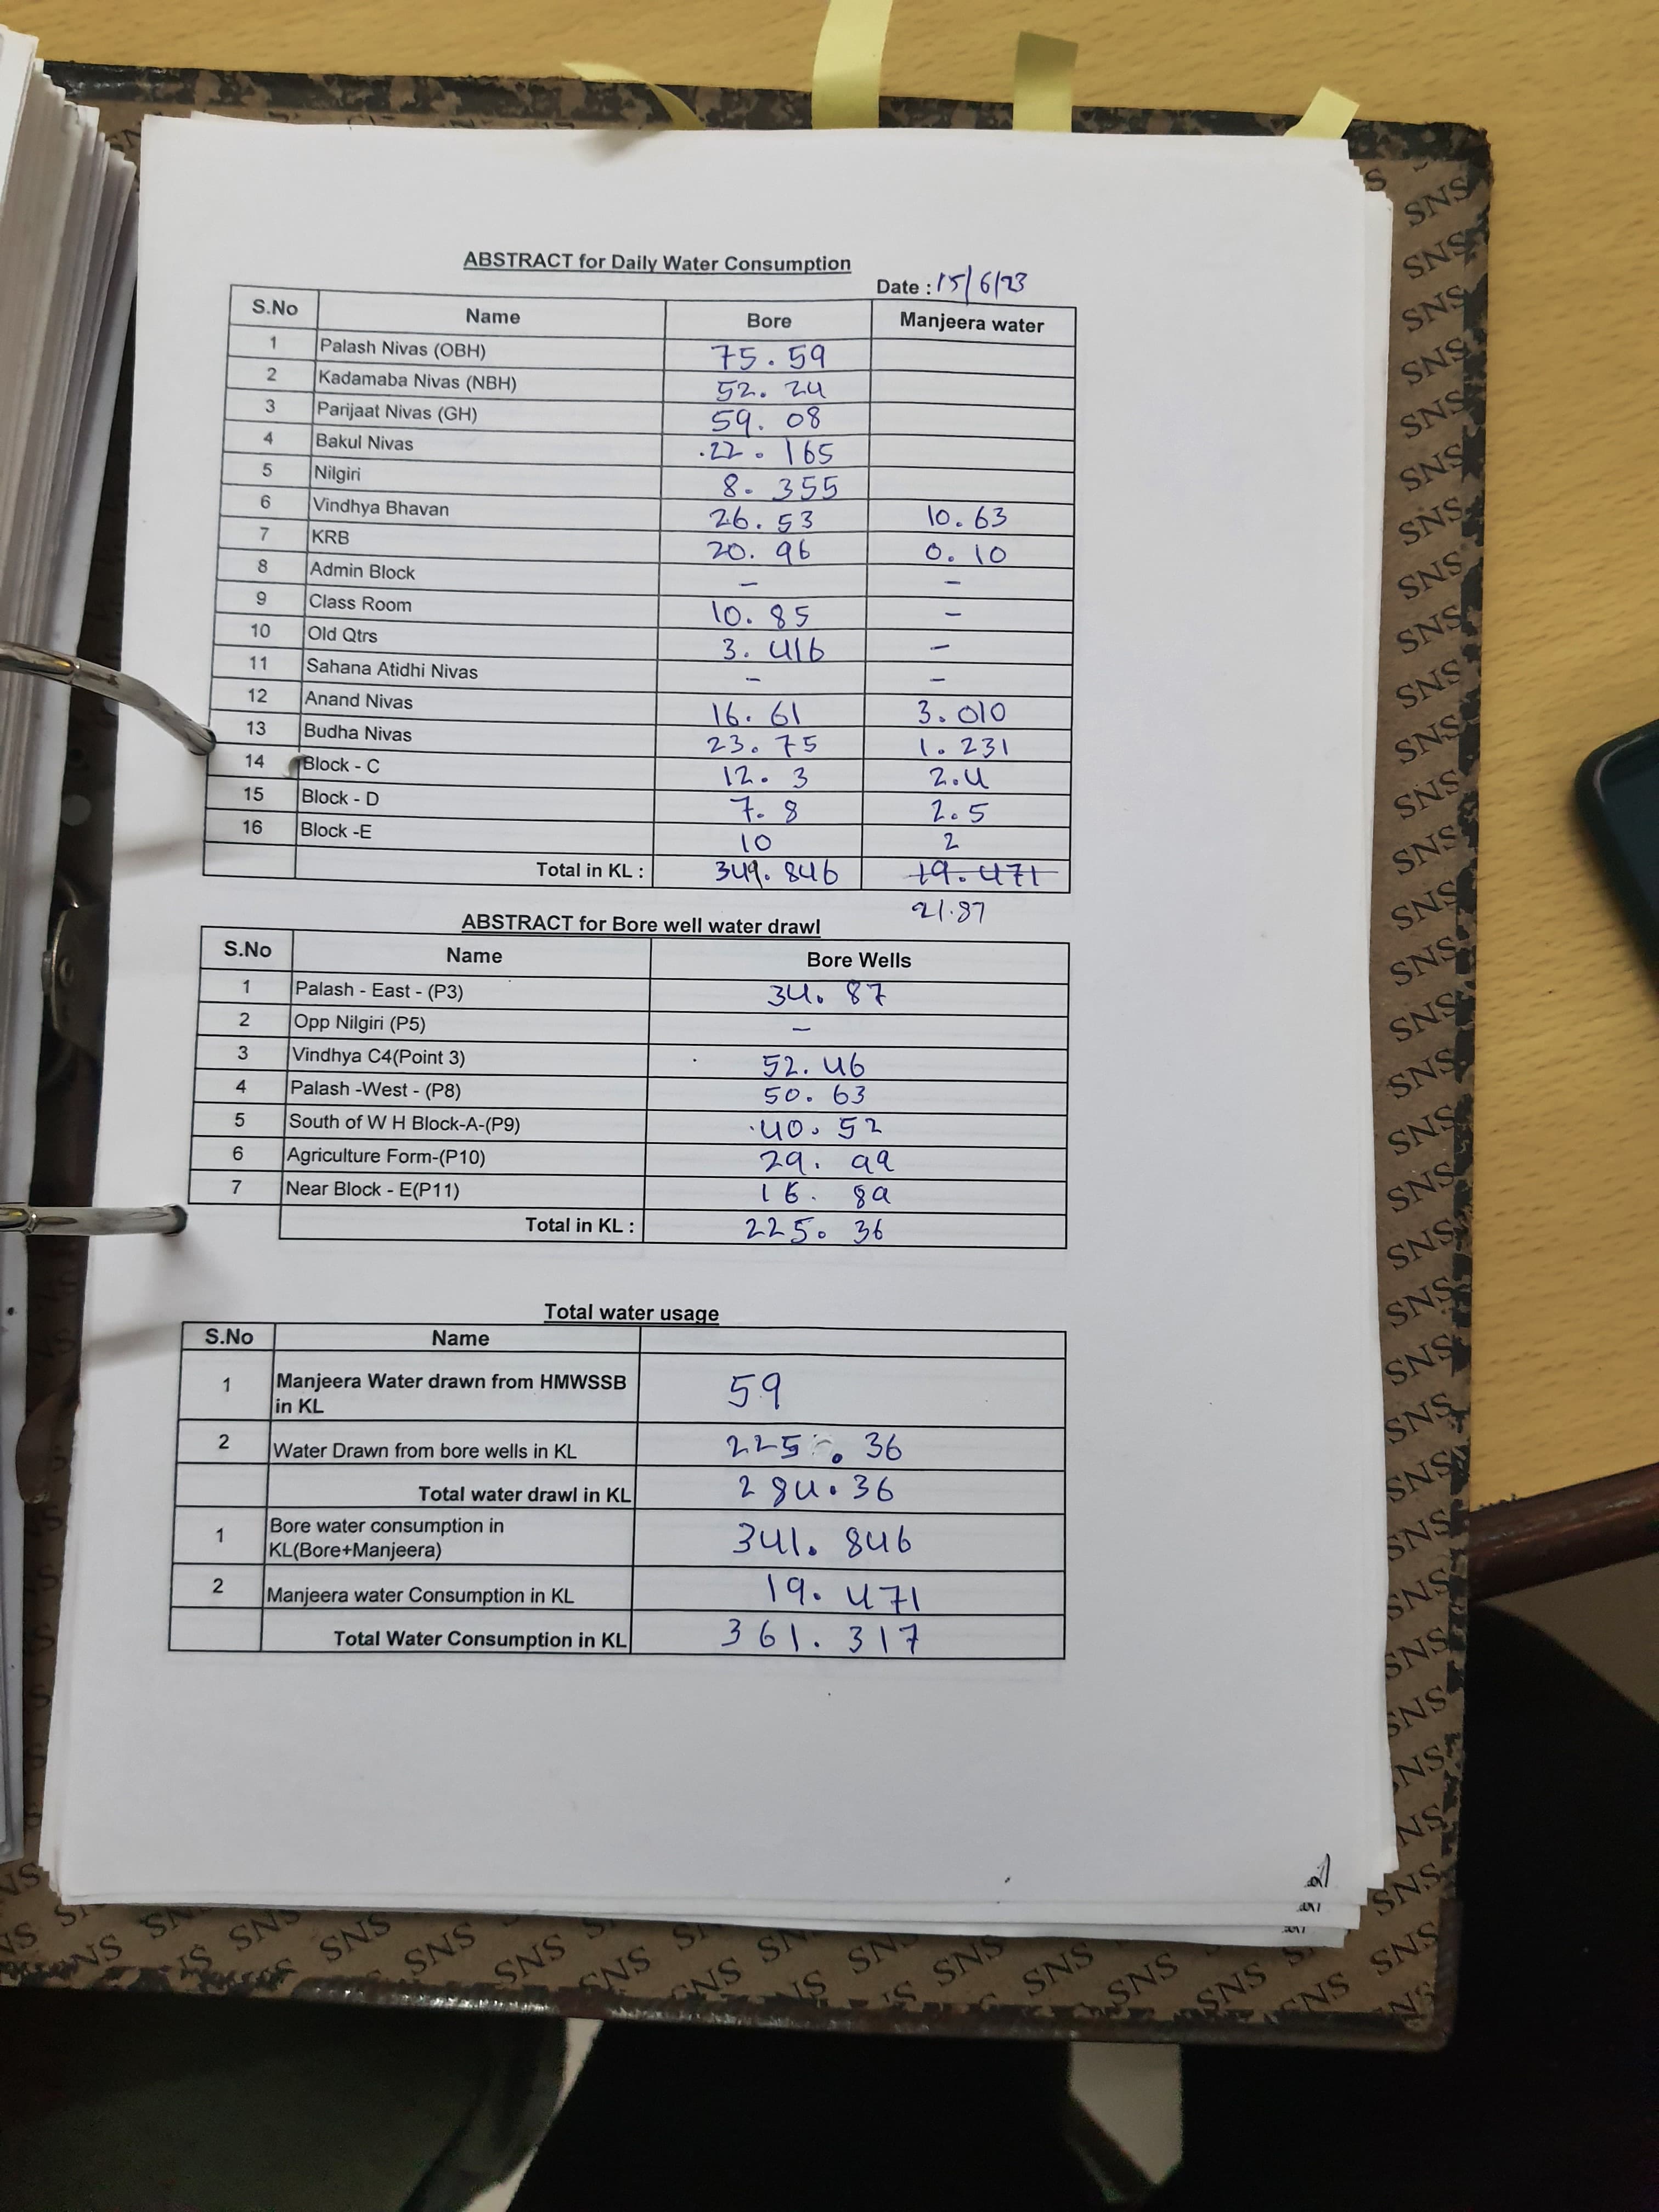 ABSTRACT for Daily Water Consumption
Date : 15/6/23
S.No Name Bore Manjeera water
1 Palash Nivas (OBH) 75.59
2 Kadamaba Nivas (NBH) 52.24
3 Parijaat Nivas (GH) 59.08
4 Bakul Nivas 22.165
5 Nilgiri 8.355
6 Vindhya Bhavan 26.53 10.63
7 KRB 20.96 0.10
8 Admin Block - -
9 Class Room 10.85 -
10 Old Qtrs 3.416 -
11 Sahana Atidhi Nivas - -
12 Anand Nivas 16.61 3.010
13 Budha Nivas 23.75 1.231
14 Block - C 12.3 2.4
15 Block - D 7.8 2.5
16 Block -E 10 2
Total in KL : 349.846 19.471
21.87
ABSTRACT for Bore well water drawl
S.No Name Bore Wells
1 Palash - East - (P3) 34.87
2 Opp Nilgiri (P5) -
3 Vindhya C4(Point 3) 52.46
4 Palash -West - (P8) 50.63
5 South of W H Block-A-(P9) 40.52
6 Agriculture Form-(P10) 29.99
7 Near Block - E(P11) 16.89
Total in KL : 225.36
Total water usage
S.No Name
1 Manjeera Water drawn from HMWSSB in KL 59
2 Water Drawn from bore wells in KL 225.36
Total water drawl in KL 284.36
1 Bore water consumption in KL(Bore+Manjeera) 341.846
2 Manjeera water Consumption in KL 19.471
Total Water Consumption in KL 361.317
SNS